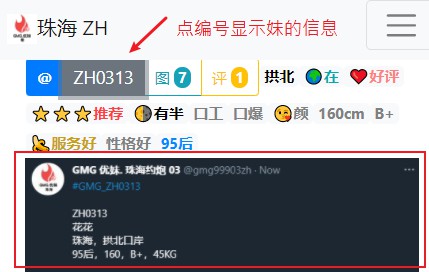 珠海 ZH
点编号显示妹的信息
@ ZH0313 图 7 评 1 拱北 在 好评
推荐 有半 口工 口爆 颜 160cm B+
服务好 性格好 95后
GMG 优妹. 珠海约炮 03 @gmg99903zh · Now
#GMG_ZH0313
ZH0313
花花
珠海，拱北口岸
95后，160，B+，45KG